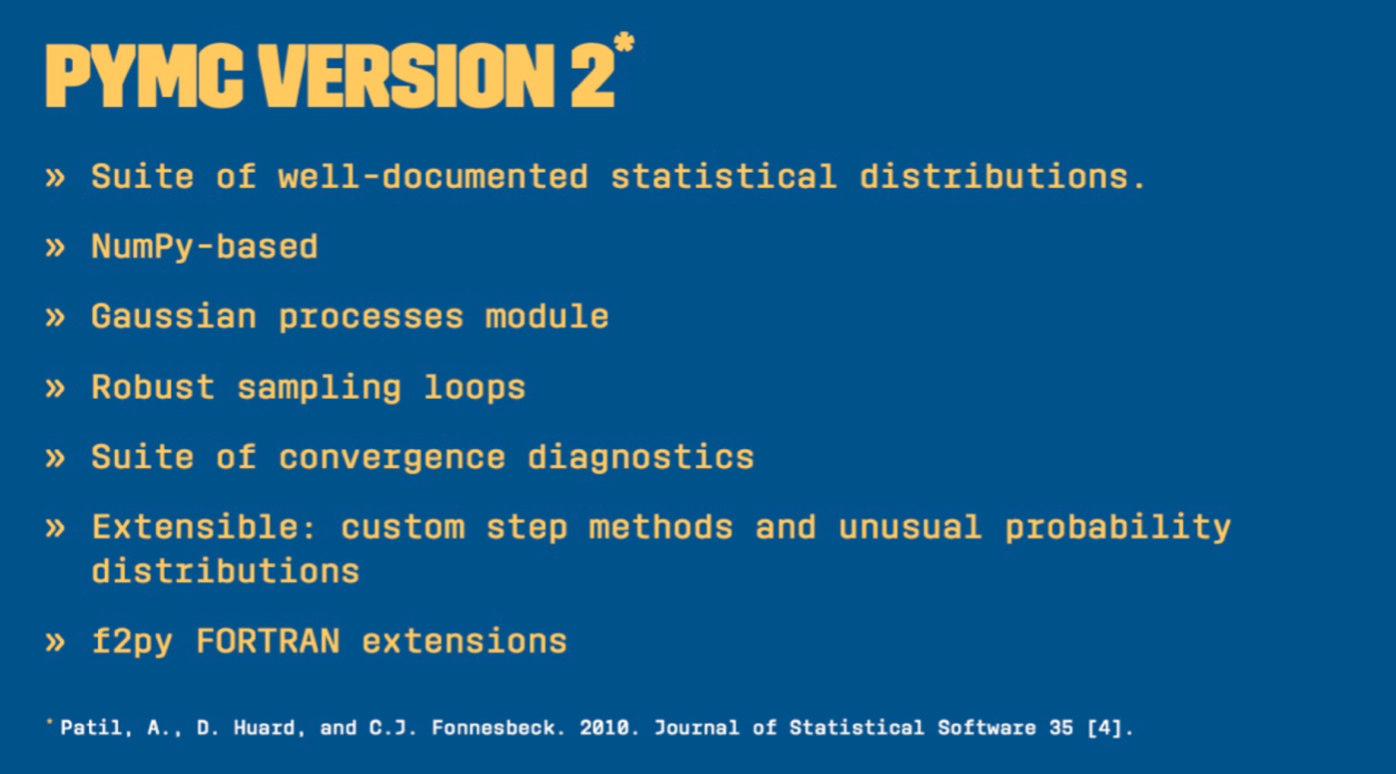 PYMC VERSION 2*
» Suite of well-documented statistical distributions.
» NumPy-based
» Gaussian processes module
» Robust sampling loops
» Suite of convergence diagnostics
» Extensible: custom step methods and unusual probability
distributions
» f2py FORTRAN extensions
* Patil, A., D. Huard, and C.J. Fonnesbeck. 2010. Journal of Statistical Software 35 [4].